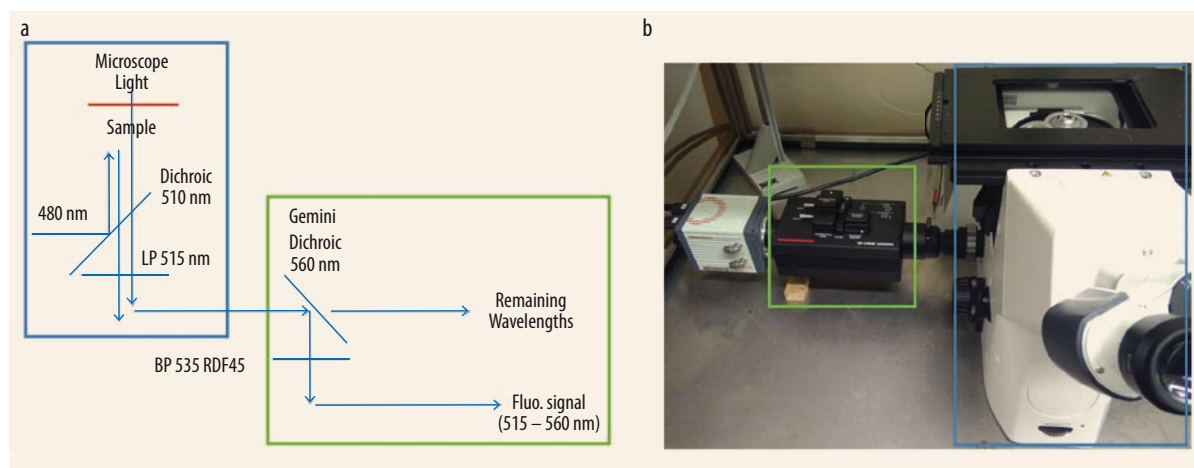 a
Microscope
Light
Sample
Dichroic
510 nm
480 nm
LP 515 nm
Gemini
Dichroic
560 nm
Remaining
Wavelengths
BP 535 RDF45
Fluo. signal
(515 – 560 nm)
b